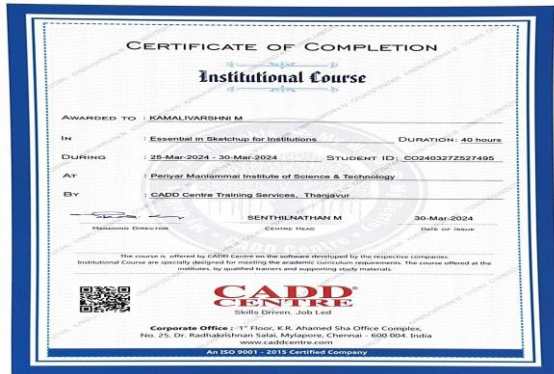 CERTIFICATE OF COMPLETION
Institutional Course
AWARDED TO : KAMALIVARSHNI M
IN : Essential in Sketchup for Institutions DURATION: 40 hours
DURING : 25-Mar-2024 - 30-Mar-2024 STUDENT ID: CO240327Z527495
AT : Periyar Maniammai Institute of Science & Technology
BY : CADD Centre Training Services, Thanjavur
SENTHILNATHAN M 30-Mar-2024
MANAGING DIRECTOR CENTRE HEAD DATE OF ISSUE
The course is offered by CADD Centre on the software developed by the respective companies.
Institutional Course are specially designed for meeting the academic curriculum requirements. The course offered at the
institutes, by qualified trainers and supporting study materials.
CADD
CENTRE
Skills Driven. Job Led
Corporate Office : 1st Floor, K.R. Ahamed Sha Office Complex,
No. 25, Dr. Radhakrishnan Salai, Mylapore, Chennai - 600 004. India
www.caddcentre.com
An ISO 9001 - 2015 Certified Company